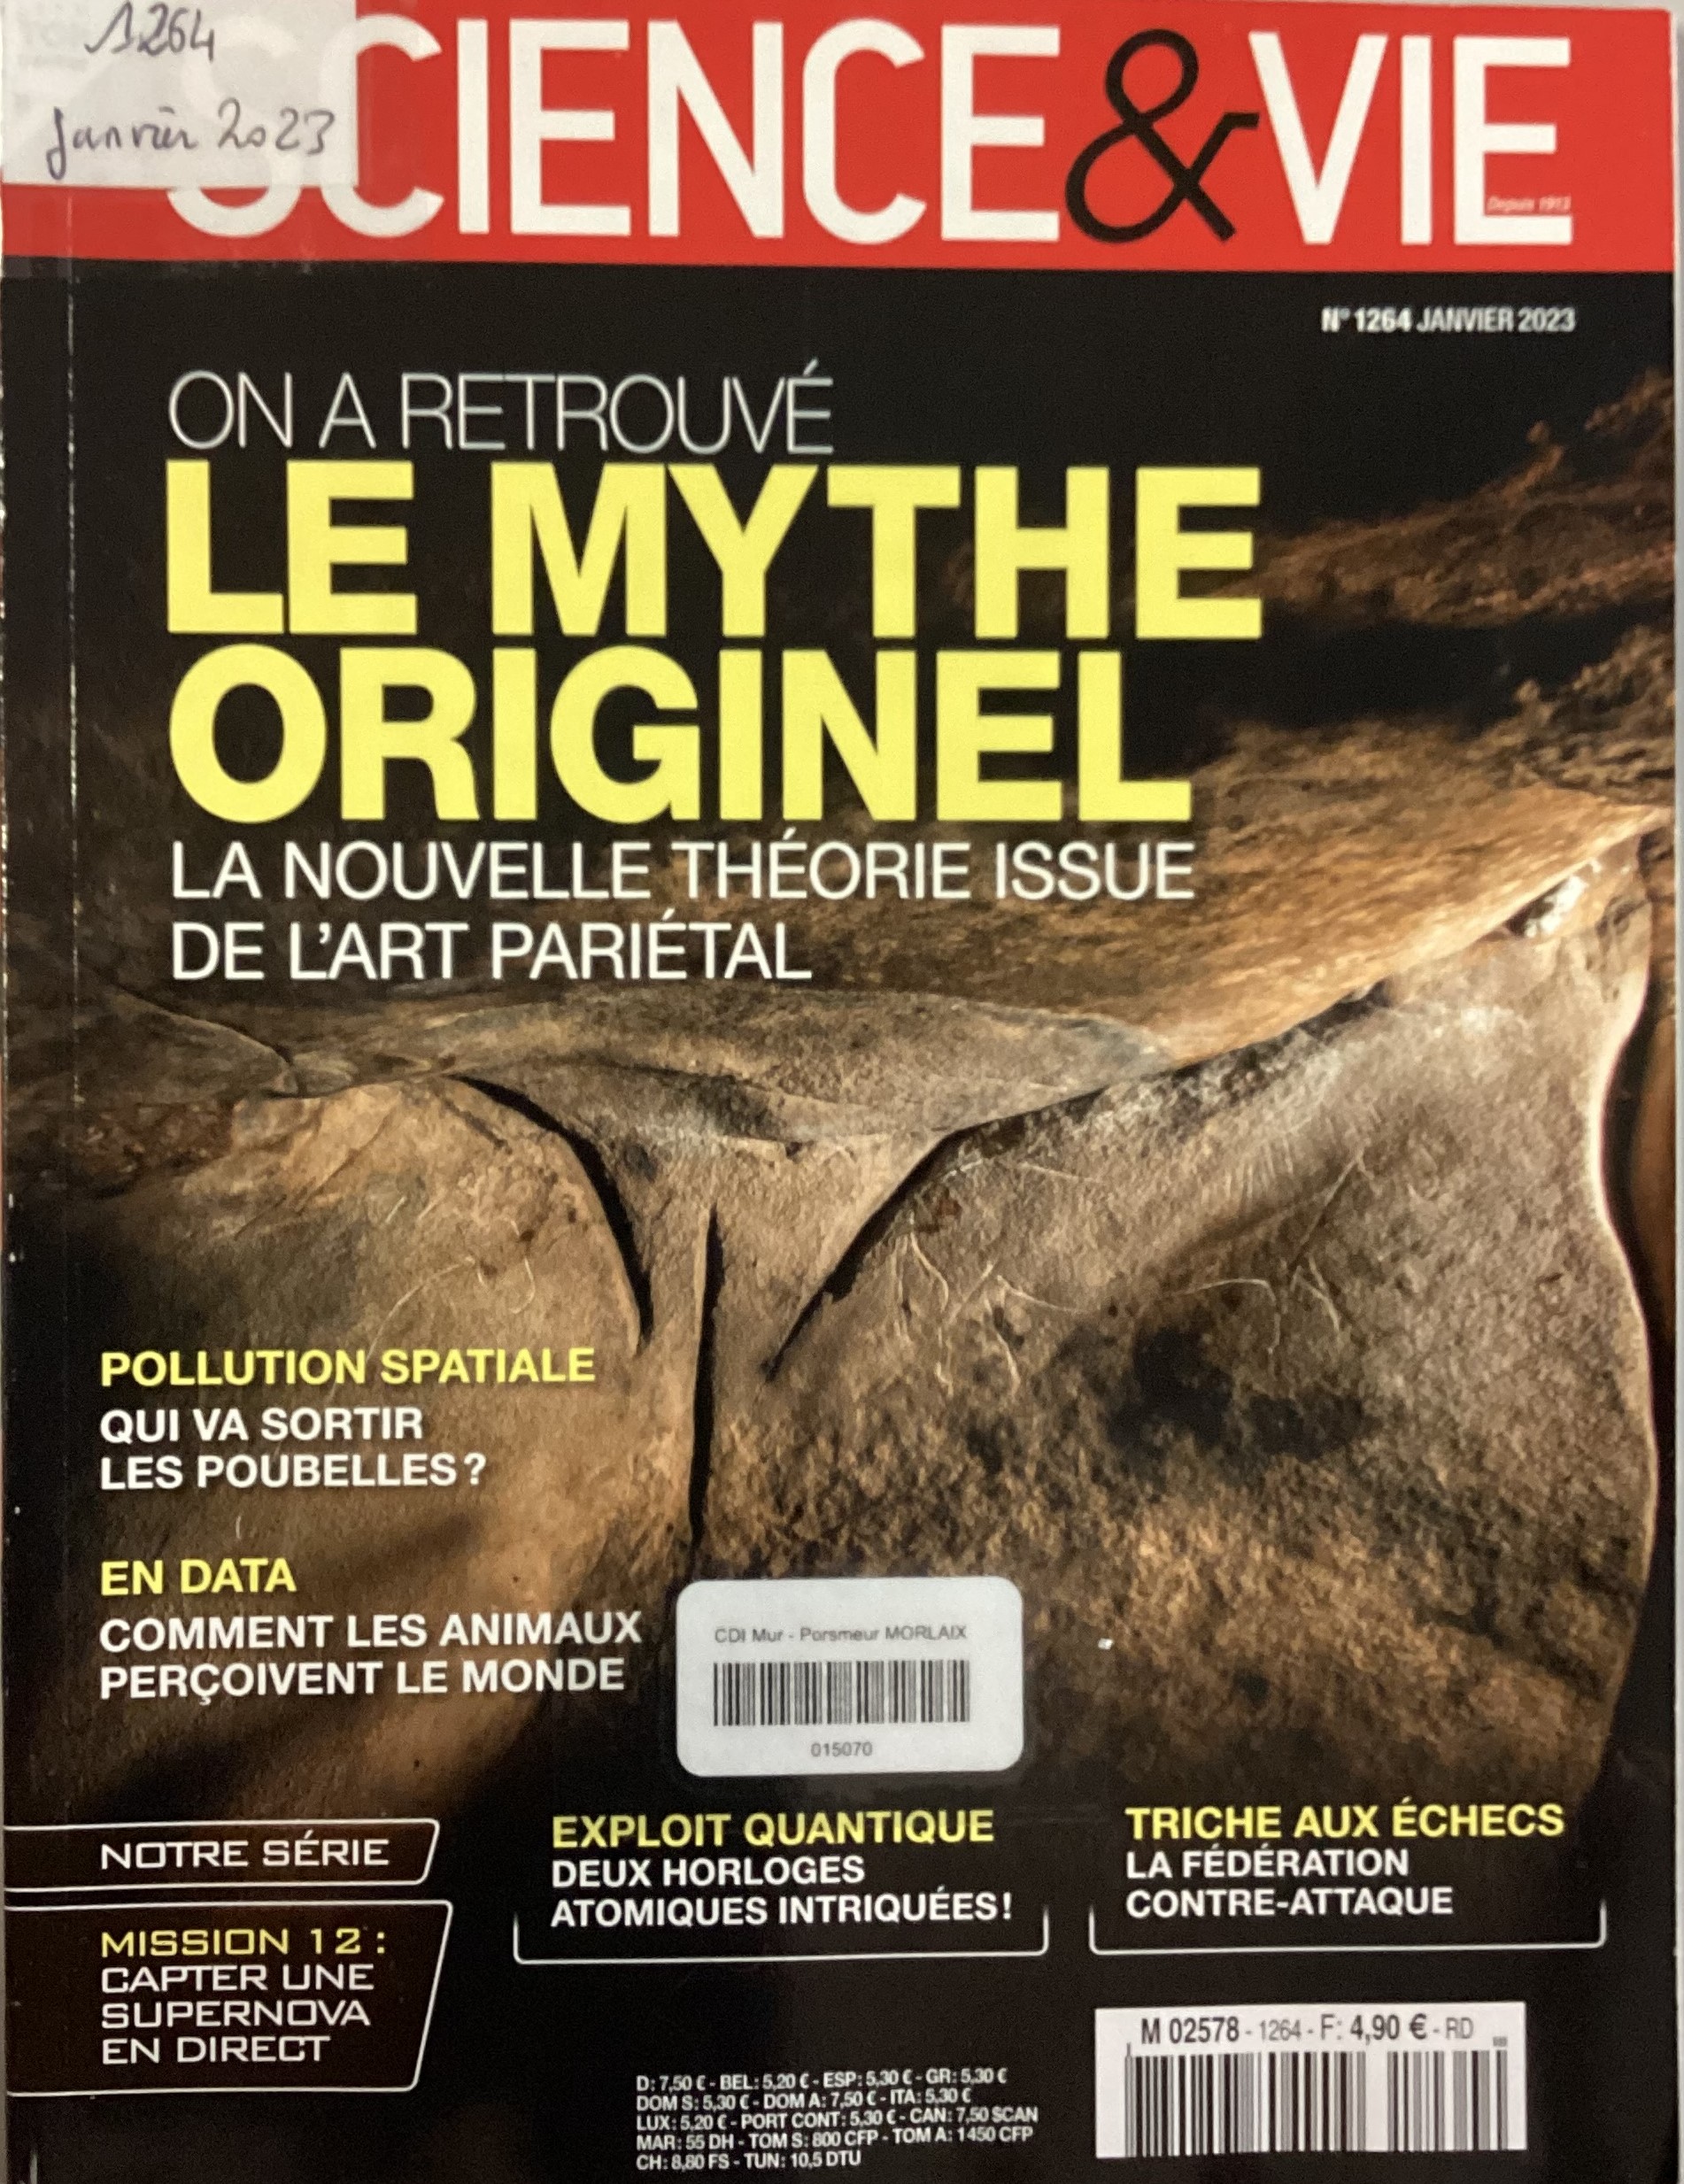 1264
Janvier 2023
SCIENCE&VIE
Depuis 1913
N° 1264 JANVIER 2023
ON A RETROUVÉ
LE MYTHE
ORIGINEL
LA NOUVELLE THÉORIE ISSUE
DE L'ART PARIÉTAL
POLLUTION SPATIALE
QUI VA SORTIR
LES POUBELLES ?
EN DATA
COMMENT LES ANIMAUX
PERÇOIVENT LE MONDE
CDI Mur - Porsmeur MORLAIX
015070
NOTRE SÉRIE
MISSION 12 :
CAPTER UNE
SUPERNOVA
EN DIRECT
EXPLOIT QUANTIQUE
DEUX HORLOGES
ATOMIQUES INTRIQUÉES !
TRICHE AUX ÉCHECS
LA FÉDÉRATION
CONTRE-ATTAQUE
M 02578 - 1264 - F: 4,90 € - RD
D: 7,50 € - BEL: 5,20 € - ESP: 5,30 € - GR: 5,30 €
DOM S: 5,30 € - DOM A: 7,50 € - ITA: 5,30 €
LUX: 5,20 € - PORT CONT: 5,30 € - CAN: 7,50 $CAN
MAR: 55 DH - TOM S: 800 CFP - TOM A: 1450 CFP
CH: 8,80 FS - TUN: 10,5 DTU